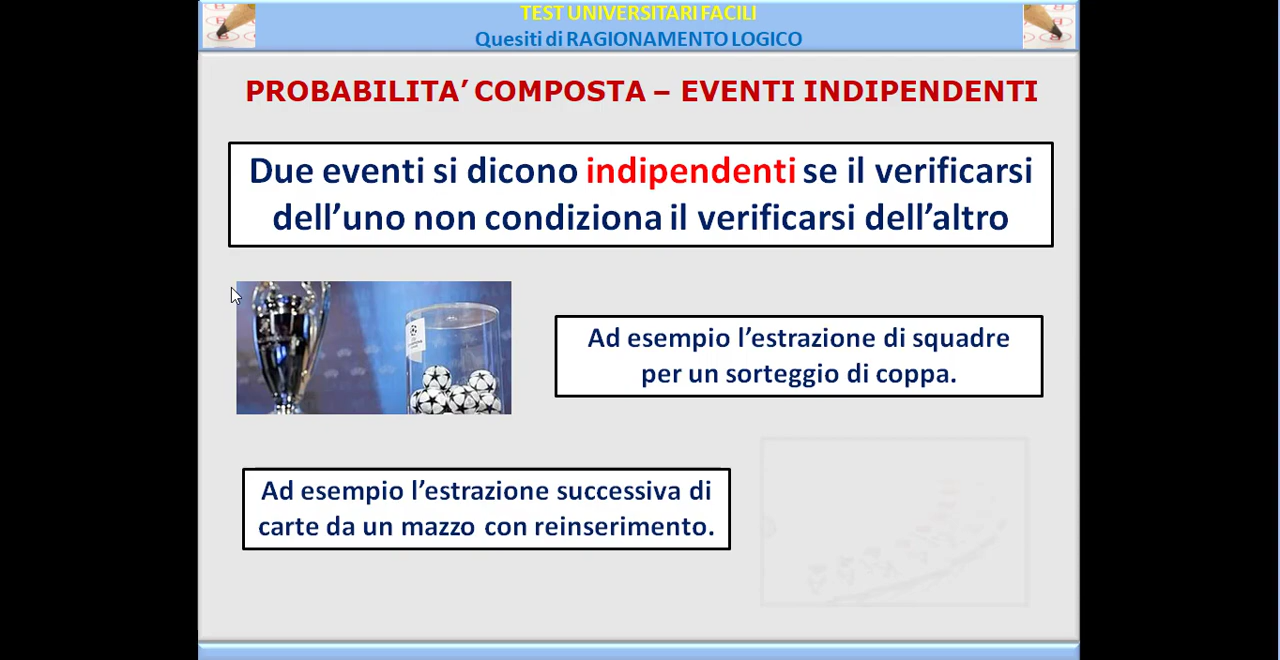 TEST UNIVERSITARI FACILI
Quesiti di RAGIONAMENTO LOGICO
PROBABILITA’ COMPOSTA – EVENTI INDIPENDENTI
Due eventi si dicono indipendenti se il verificarsi
dell’uno non condiziona il verificarsi dell’altro
Ad esempio l’estrazione di squadre
per un sorteggio di coppa.
Ad esempio l’estrazione successiva di
carte da un mazzo con reinserimento.